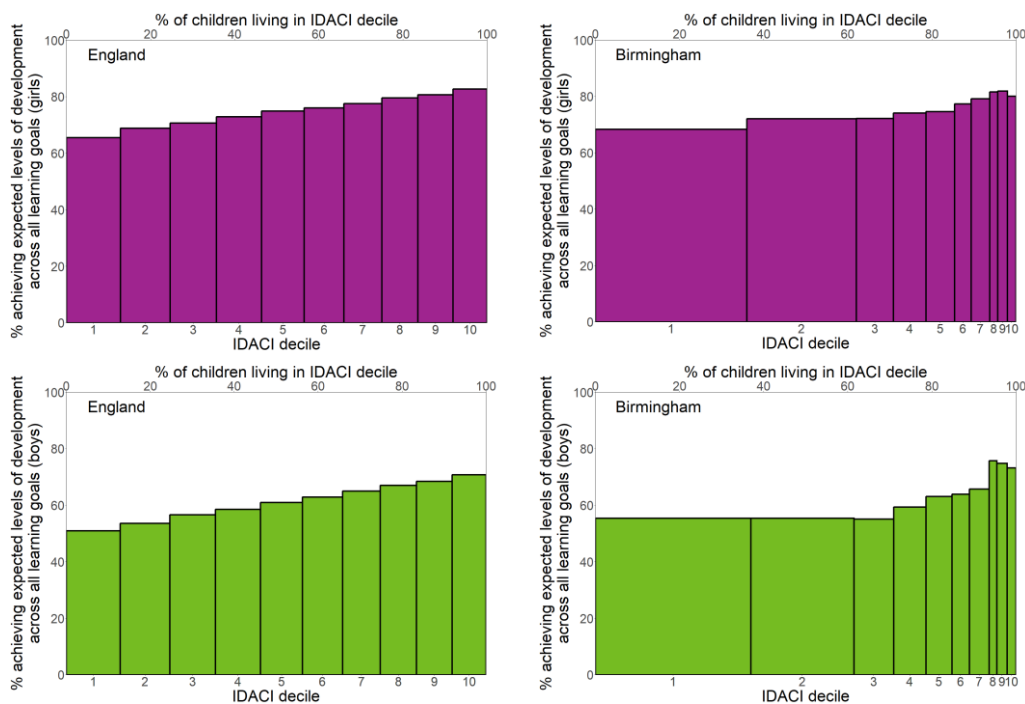 % of children living in IDACI decile
0 20 40 60 80 100
England
% achieving expected levels of development
across all learning goals (girls)
100
80
60
40
20
0
1 2 3 4 5 6 7 8 9 10
IDACI decile
% of children living in IDACI decile
0 20 40 60 80 100
Birmingham
% achieving expected levels of development
across all learning goals (girls)
100
80
60
40
20
0
1 2 3 4 5 6 7 8 9 10
IDACI decile
% of children living in IDACI decile
0 20 40 60 80 100
England
% achieving expected levels of development
across all learning goals (boys)
100
80
60
40
20
0
1 2 3 4 5 6 7 8 9 10
IDACI decile
% of children living in IDACI decile
0 20 40 60 80 100
Birmingham
% achieving expected levels of development
across all learning goals (boys)
100
80
60
40
20
0
1 2 3 4 5 6 7 8 9 10
IDACI decile